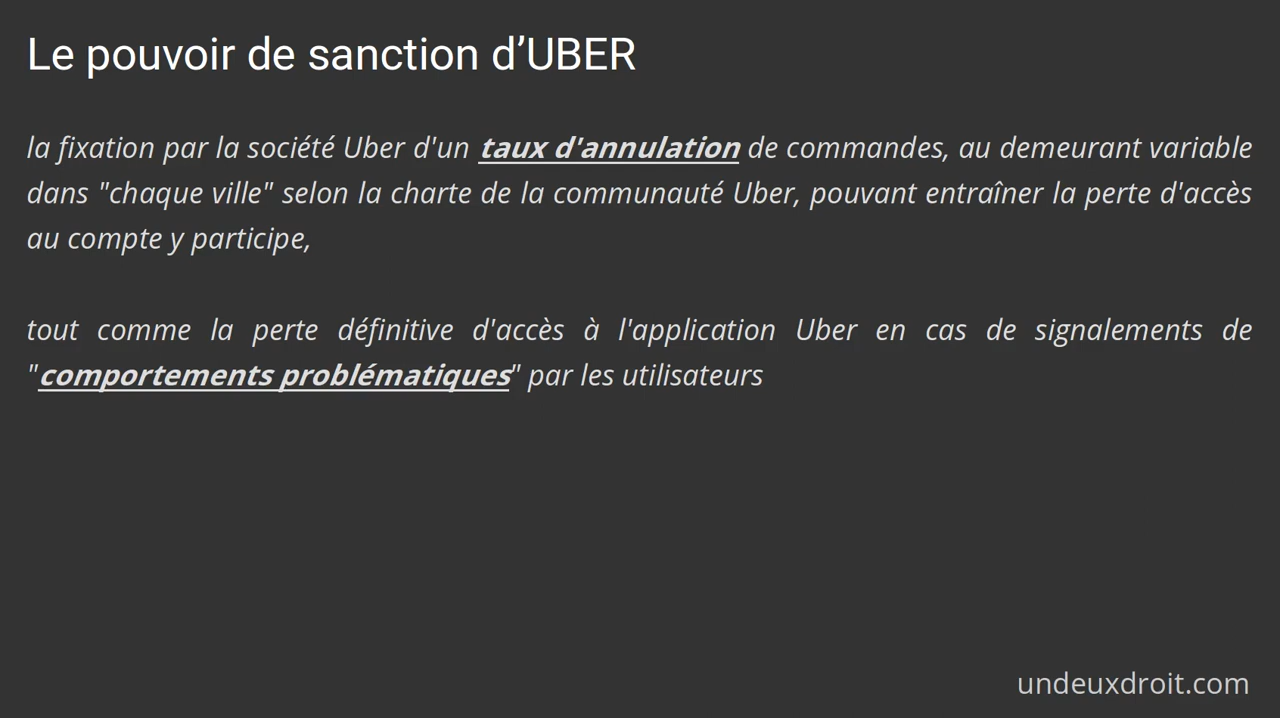 Le pouvoir de sanction d’UBER
la fixation par la société Uber d'un taux d'annulation de commandes, au demeurant variable
dans "chaque ville" selon la charte de la communauté Uber, pouvant entraîner la perte d'accès
au compte y participe,
tout comme la perte définitive d'accès à l'application Uber en cas de signalements de
"comportements problématiques" par les utilisateurs
undeuxdroit.com